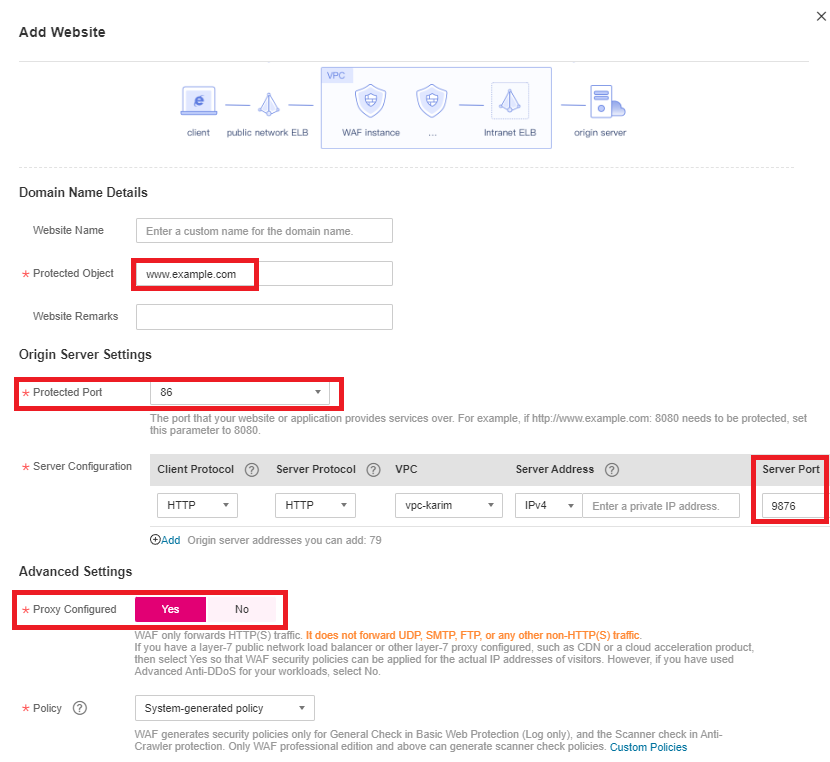 Add Website
VPC
client
public network ELB
WAF instance
...
Intranet ELB
origin server
Domain Name Details
Website Name
Enter a custom name for the domain name.
* Protected Object
www.example.com
Website Remarks
Origin Server Settings
* Protected Port
86
The port that your website or application provides services over. For example, if http://www.example.com: 8080 needs to be protected, set
this parameter to 8080.
* Server Configuration
Client Protocol ? Server Protocol ? VPC Server Address ? Server Port
HTTP HTTP vpc-karim IPv4 Enter a private IP address. 9876
Add Origin server addresses you can add: 79
Advanced Settings
* Proxy Configured Yes No
WAF only forwards HTTP(S) traffic. It does not forward UDP, SMTP, FTP, or any other non-HTTP(S) traffic.
If you have a layer-7 public network load balancer or other layer-7 proxy configured, such as CDN or a cloud acceleration product,
then select Yes so that WAF security policies can be applied for the actual IP addresses of visitors. However, if you have used
Advanced Anti-DDoS for your workloads, select No.
* Policy ? System-generated policy
WAF generates security policies only for General Check in Basic Web Protection (Log only), and the Scanner check in Anti-
Crawler protection. Only WAF professional edition and above can generate scanner check policies. Custom Policies